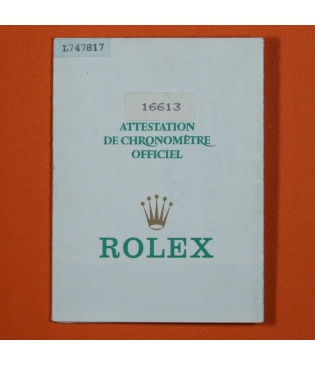 L747817
16613
ATTESTATION
DE CHRONOMÈTRE
OFFICIEL
ROLEX